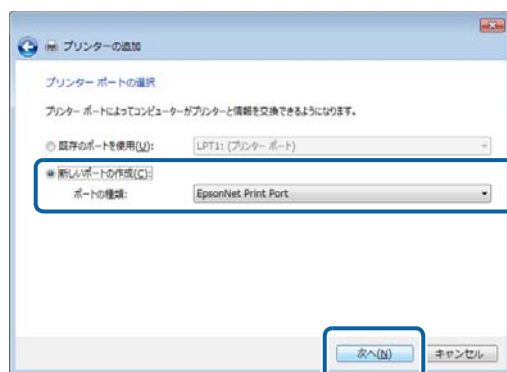 プリンターの追加
プリンター ポートの選択
プリンター ポートによってコンピューターがプリンターと情報を交換できるようになります。
既存のポートを使用(U): LPT1: (プリンター ポート)
新しいポートの作成(C):
ポートの種類: EpsonNet Print Port
次へ(N) キャンセル